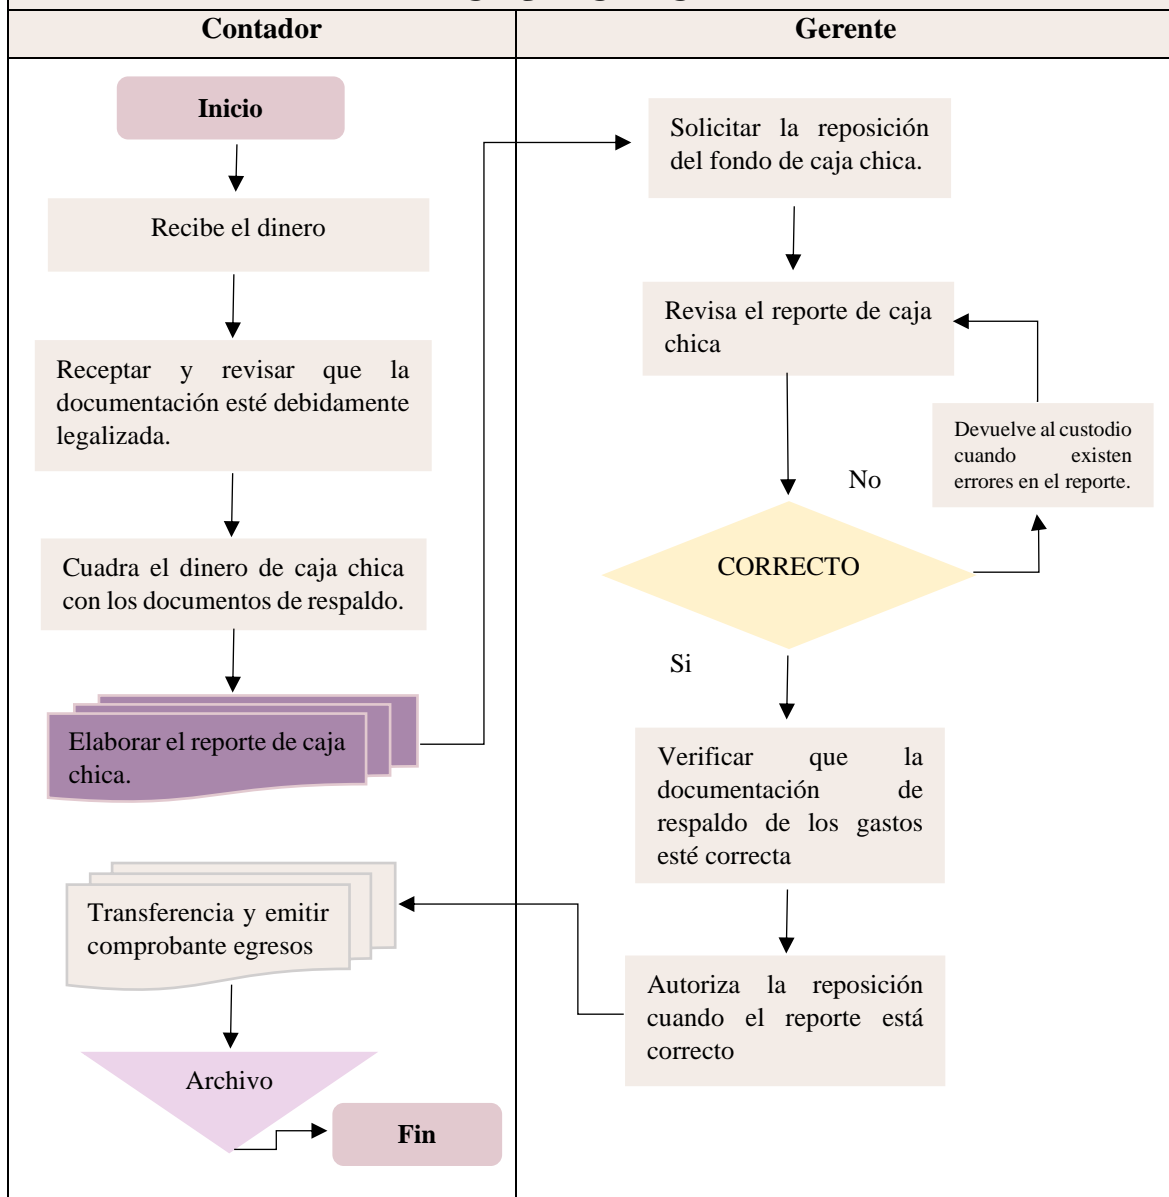 Contador
Gerente
Inicio
Recibe el dinero
Receptar y revisar que la
documentación esté debidamente
legalizada.
Cuadra el dinero de caja chica
con los documentos de respaldo.
Elaborar el reporte de caja
chica.
Solicitar la reposición
del fondo de caja chica.
Revisa el reporte de caja
chica
Devuelve al custodio
cuando existen
errores en el reporte.
No
CORRECTO
Si
Verificar que la
documentación de
respaldo de los gastos
esté correcta
Autoriza la reposición
cuando el reporte está
correcto
Transferencia y emitir
comprobante egresos
Archivo
Fin